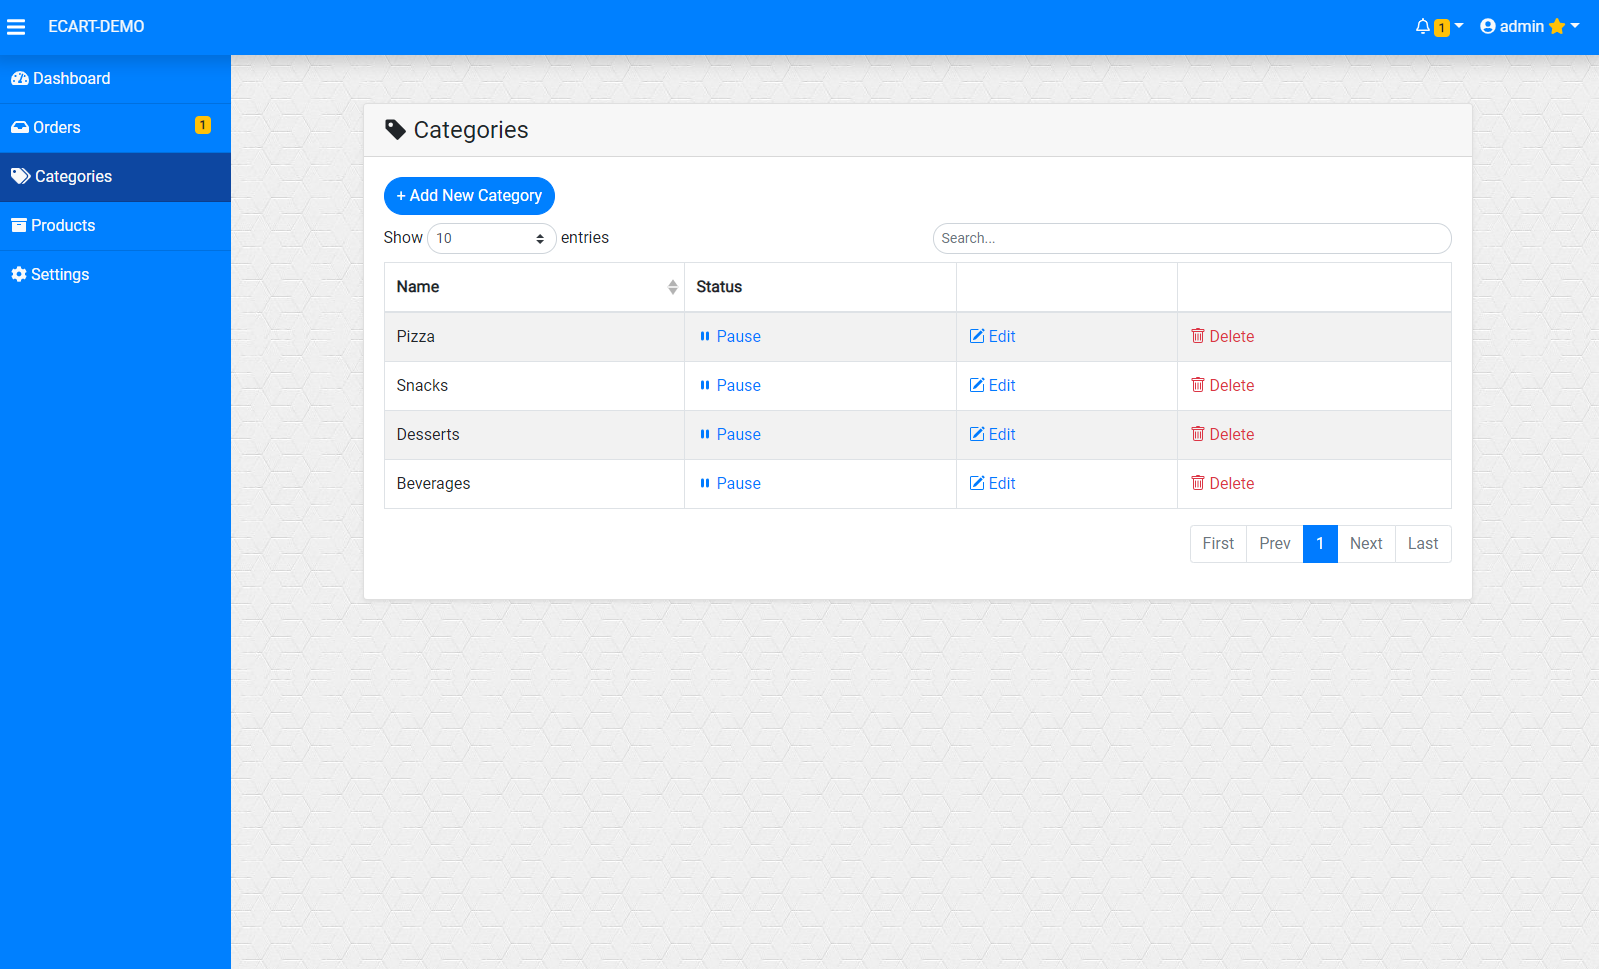 ECART-DEMO
1
admin
Dashboard
Orders 1
Categories
Products
Settings
Categories
+ Add New Category
Show 10 entries
Search...
Name Status
Pizza Pause Edit Delete
Snacks Pause Edit Delete
Desserts Pause Edit Delete
Beverages Pause Edit Delete
First Prev 1 Next Last